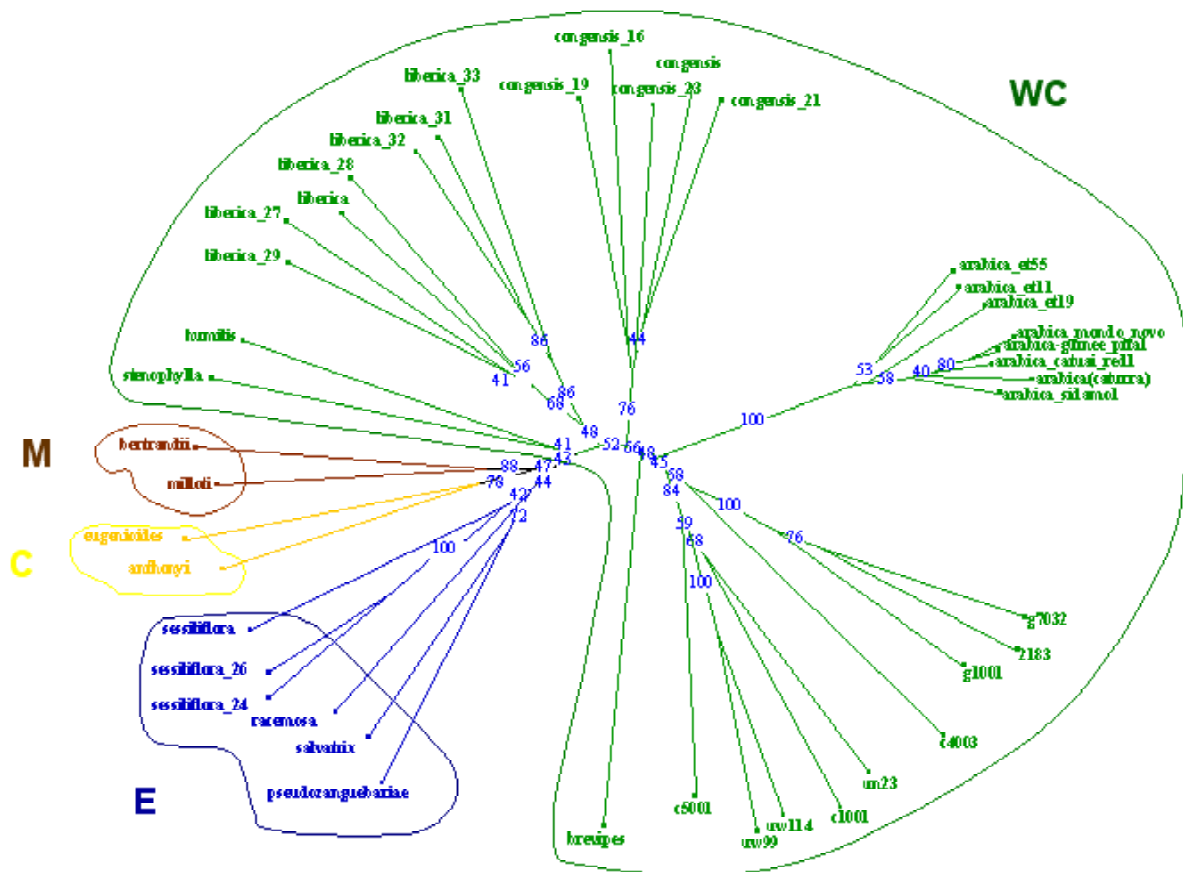 congensis_16
congensis
WC
liberica_33
congensis_19
congensis_23
congensis_21
liberica_31
liberica_32
liberica_28
liberica
liberica_27
liberica_29
arabica_et55
arabica_et11
arabica_et19
humilis
86
44
arabica_mondo_novo
56
53
80
arabica_catuai_red1
stenophylla
41
58
40
arabica(caturra)
86
arabica_sidamo1
68
76
100
48
41
52
66
48
M
bertrandii
43
45
88
47
68
milloti
78
44
84
42
100
eugenioides
59
76
C
anthonyi
100
68
100
sessiliflora
g7032
sessiliflora_26
2183
g1001
sessiliflora_24
racemosa
salvatrix
c4003
E
pseudozanguebariae
um23
c6001
c1001
uw114
brevipes
uw99